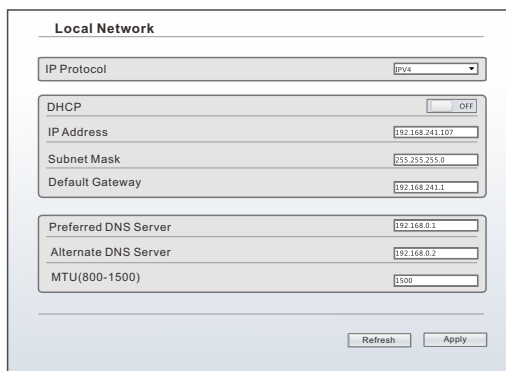 Local Network
IP Protocol IPV4
DHCP OFF
IP Address 192.168.241.107
Subnet Mask 255.255.255.0
Default Gateway 192.168.241.1
Preferred DNS Server 192.168.0.1
Alternate DNS Server 192.168.0.2
MTU(800-1500) 1500
Refresh Apply